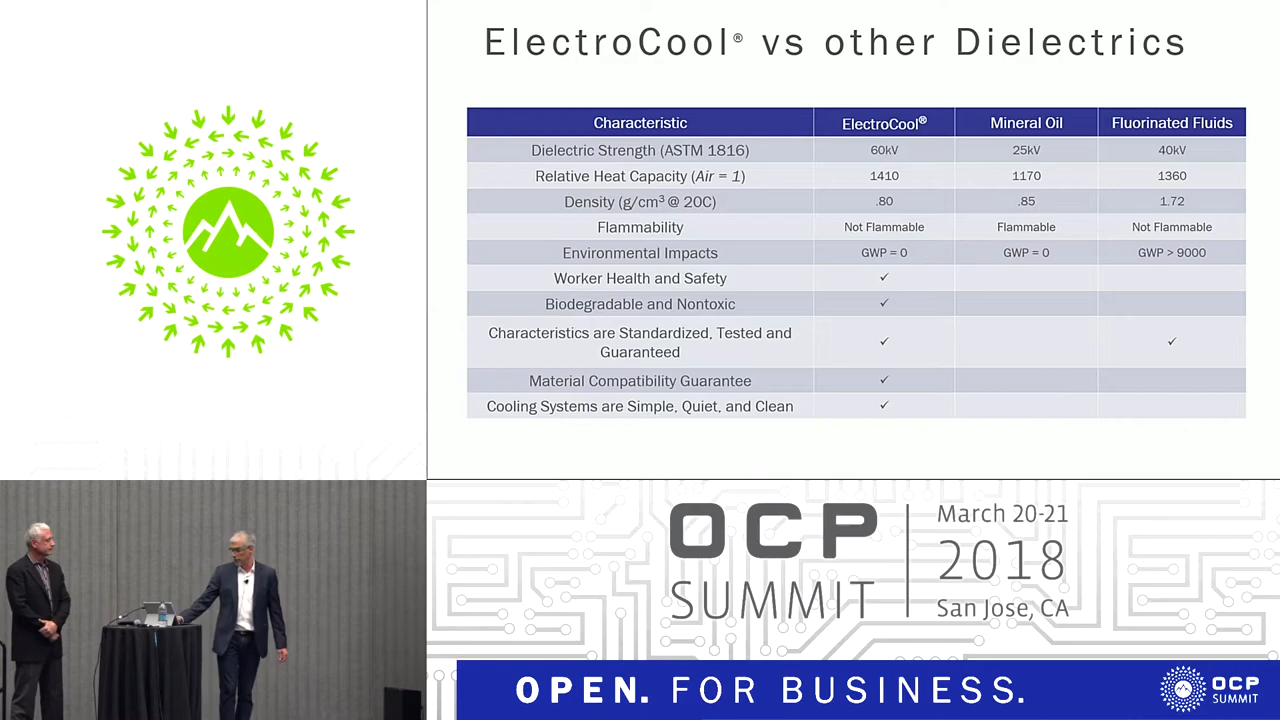 ElectroCool® vs other Dielectrics
Characteristic ElectroCool® Mineral Oil Fluorinated Fluids
Dielectric Strength (ASTM 1816) 60kV 25kV 40kV
Relative Heat Capacity (Air = 1) 1410 1170 1360
Density (g/cm³ @ 20C) .80 .85 1.72
Flammability Not Flammable Flammable Not Flammable
Environmental Impacts GWP = 0 GWP = 0 GWP > 9000
Worker Health and Safety ✓
Biodegradable and Nontoxic ✓
Characteristics are Standardized, Tested and
Guaranteed ✓ ✓
Material Compatibility Guarantee ✓
Cooling Systems are Simple, Quiet, and Clean ✓
OCP
SUMMIT
March 20-21
2018
San Jose, CA
OPEN. FOR BUSINESS.
OCP
SUMMIT